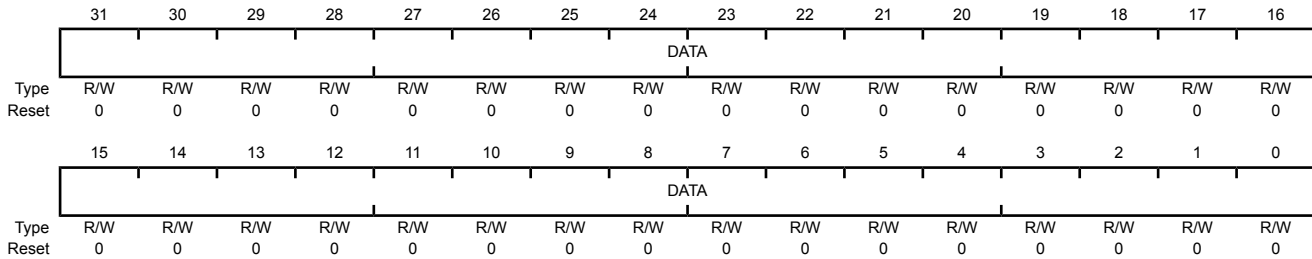 31 30 29 28 27 26 25 24 23 22 21 20 19 18 17 16
DATA
Type R/W R/W R/W R/W R/W R/W R/W R/W R/W R/W R/W R/W R/W R/W R/W R/W
Reset 0 0 0 0 0 0 0 0 0 0 0 0 0 0 0 0
15 14 13 12 11 10 9 8 7 6 5 4 3 2 1 0
DATA
Type R/W R/W R/W R/W R/W R/W R/W R/W R/W R/W R/W R/W R/W R/W R/W R/W
Reset 0 0 0 0 0 0 0 0 0 0 0 0 0 0 0 0